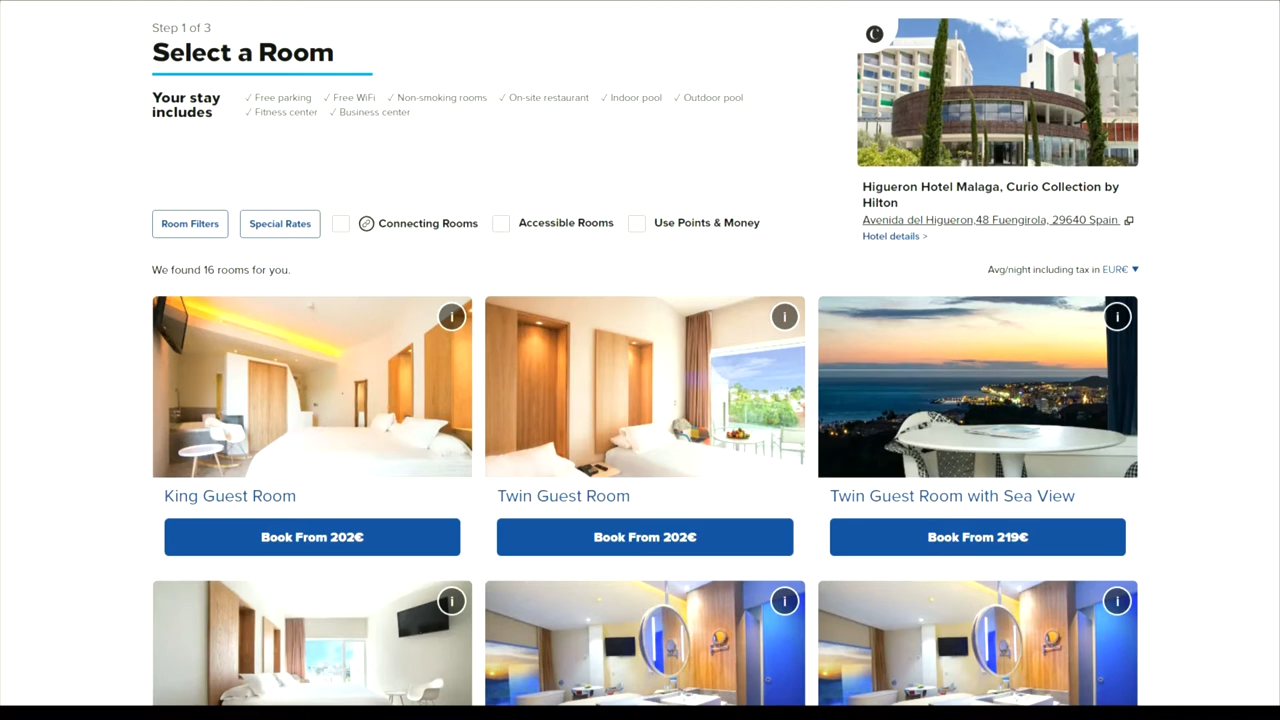 Step 1 of 3
Select a Room
Your stay includes
✓ Free parking ✓ Free WiFi ✓ Non-smoking rooms ✓ On-site restaurant ✓ Indoor pool ✓ Outdoor pool
✓ Fitness center ✓ Business center
Higueron Hotel Malaga, Curio Collection by
Hilton
Avenida del Higueron,48 Fuengirola, 29640 Spain
Hotel details >
Room Filters Special Rates Connecting Rooms Accessible Rooms Use Points & Money
We found 16 rooms for you.
Avg/night including tax in EUR€ ▼
King Guest Room
Book From 202€
Twin Guest Room
Book From 202€
Twin Guest Room with Sea View
Book From 219€